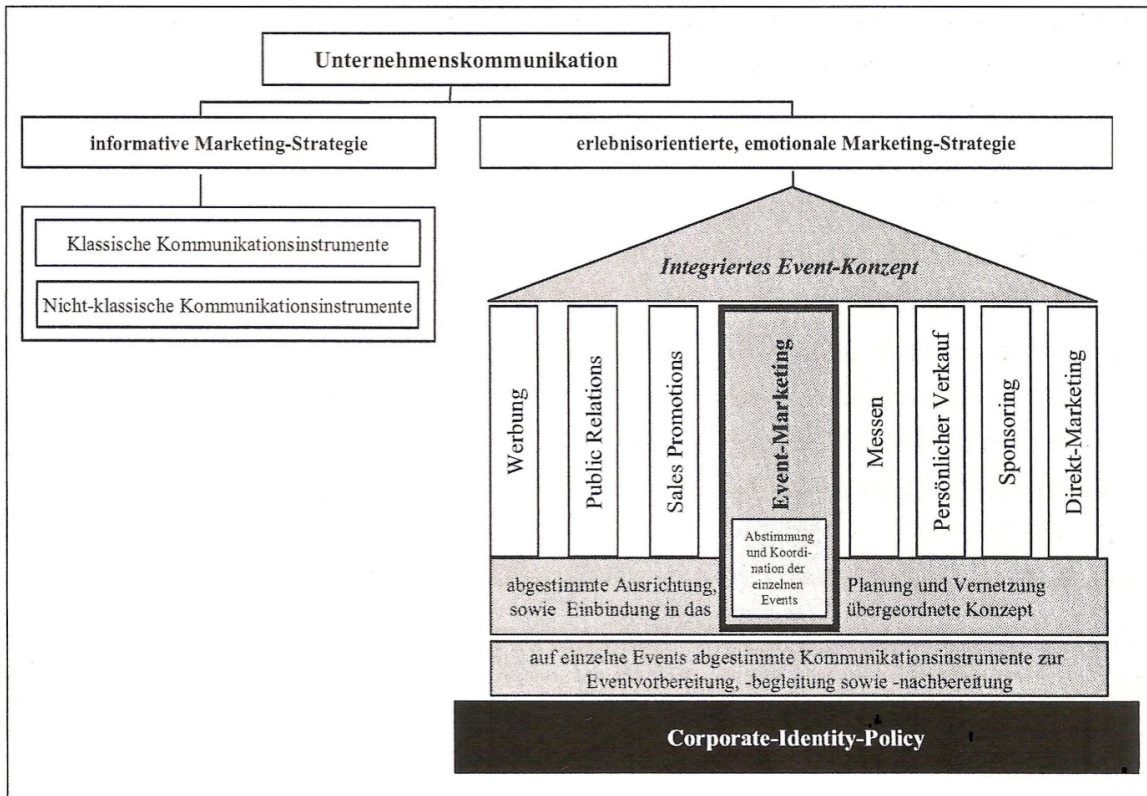 Unternehmenskommunikation
informative Marketing-Strategie
erlebnisorientierte, emotionale Marketing-Strategie
Klassische Kommunikationsinstrumente
Nicht-klassische Kommunikationsinstrumente
Integriertes Event-Konzept
Werbung
Public Relations
Sales Promotions
Event-Marketing
Messen
Persönlicher Verkauf
Sponsoring
Direkt-Marketing
Abstimmung
und Koordi-
nation der
einzelnen
Events
abgestimmte Ausrichtung, Planung und Vernetzung
sowie Einbindung in das übergeordnete Konzept
auf einzelne Events abgestimmte Kommunikationsinstrumente zur
Eventvorbereitung, -begleitung sowie -nachbereitung
Corporate-Identity-Policy